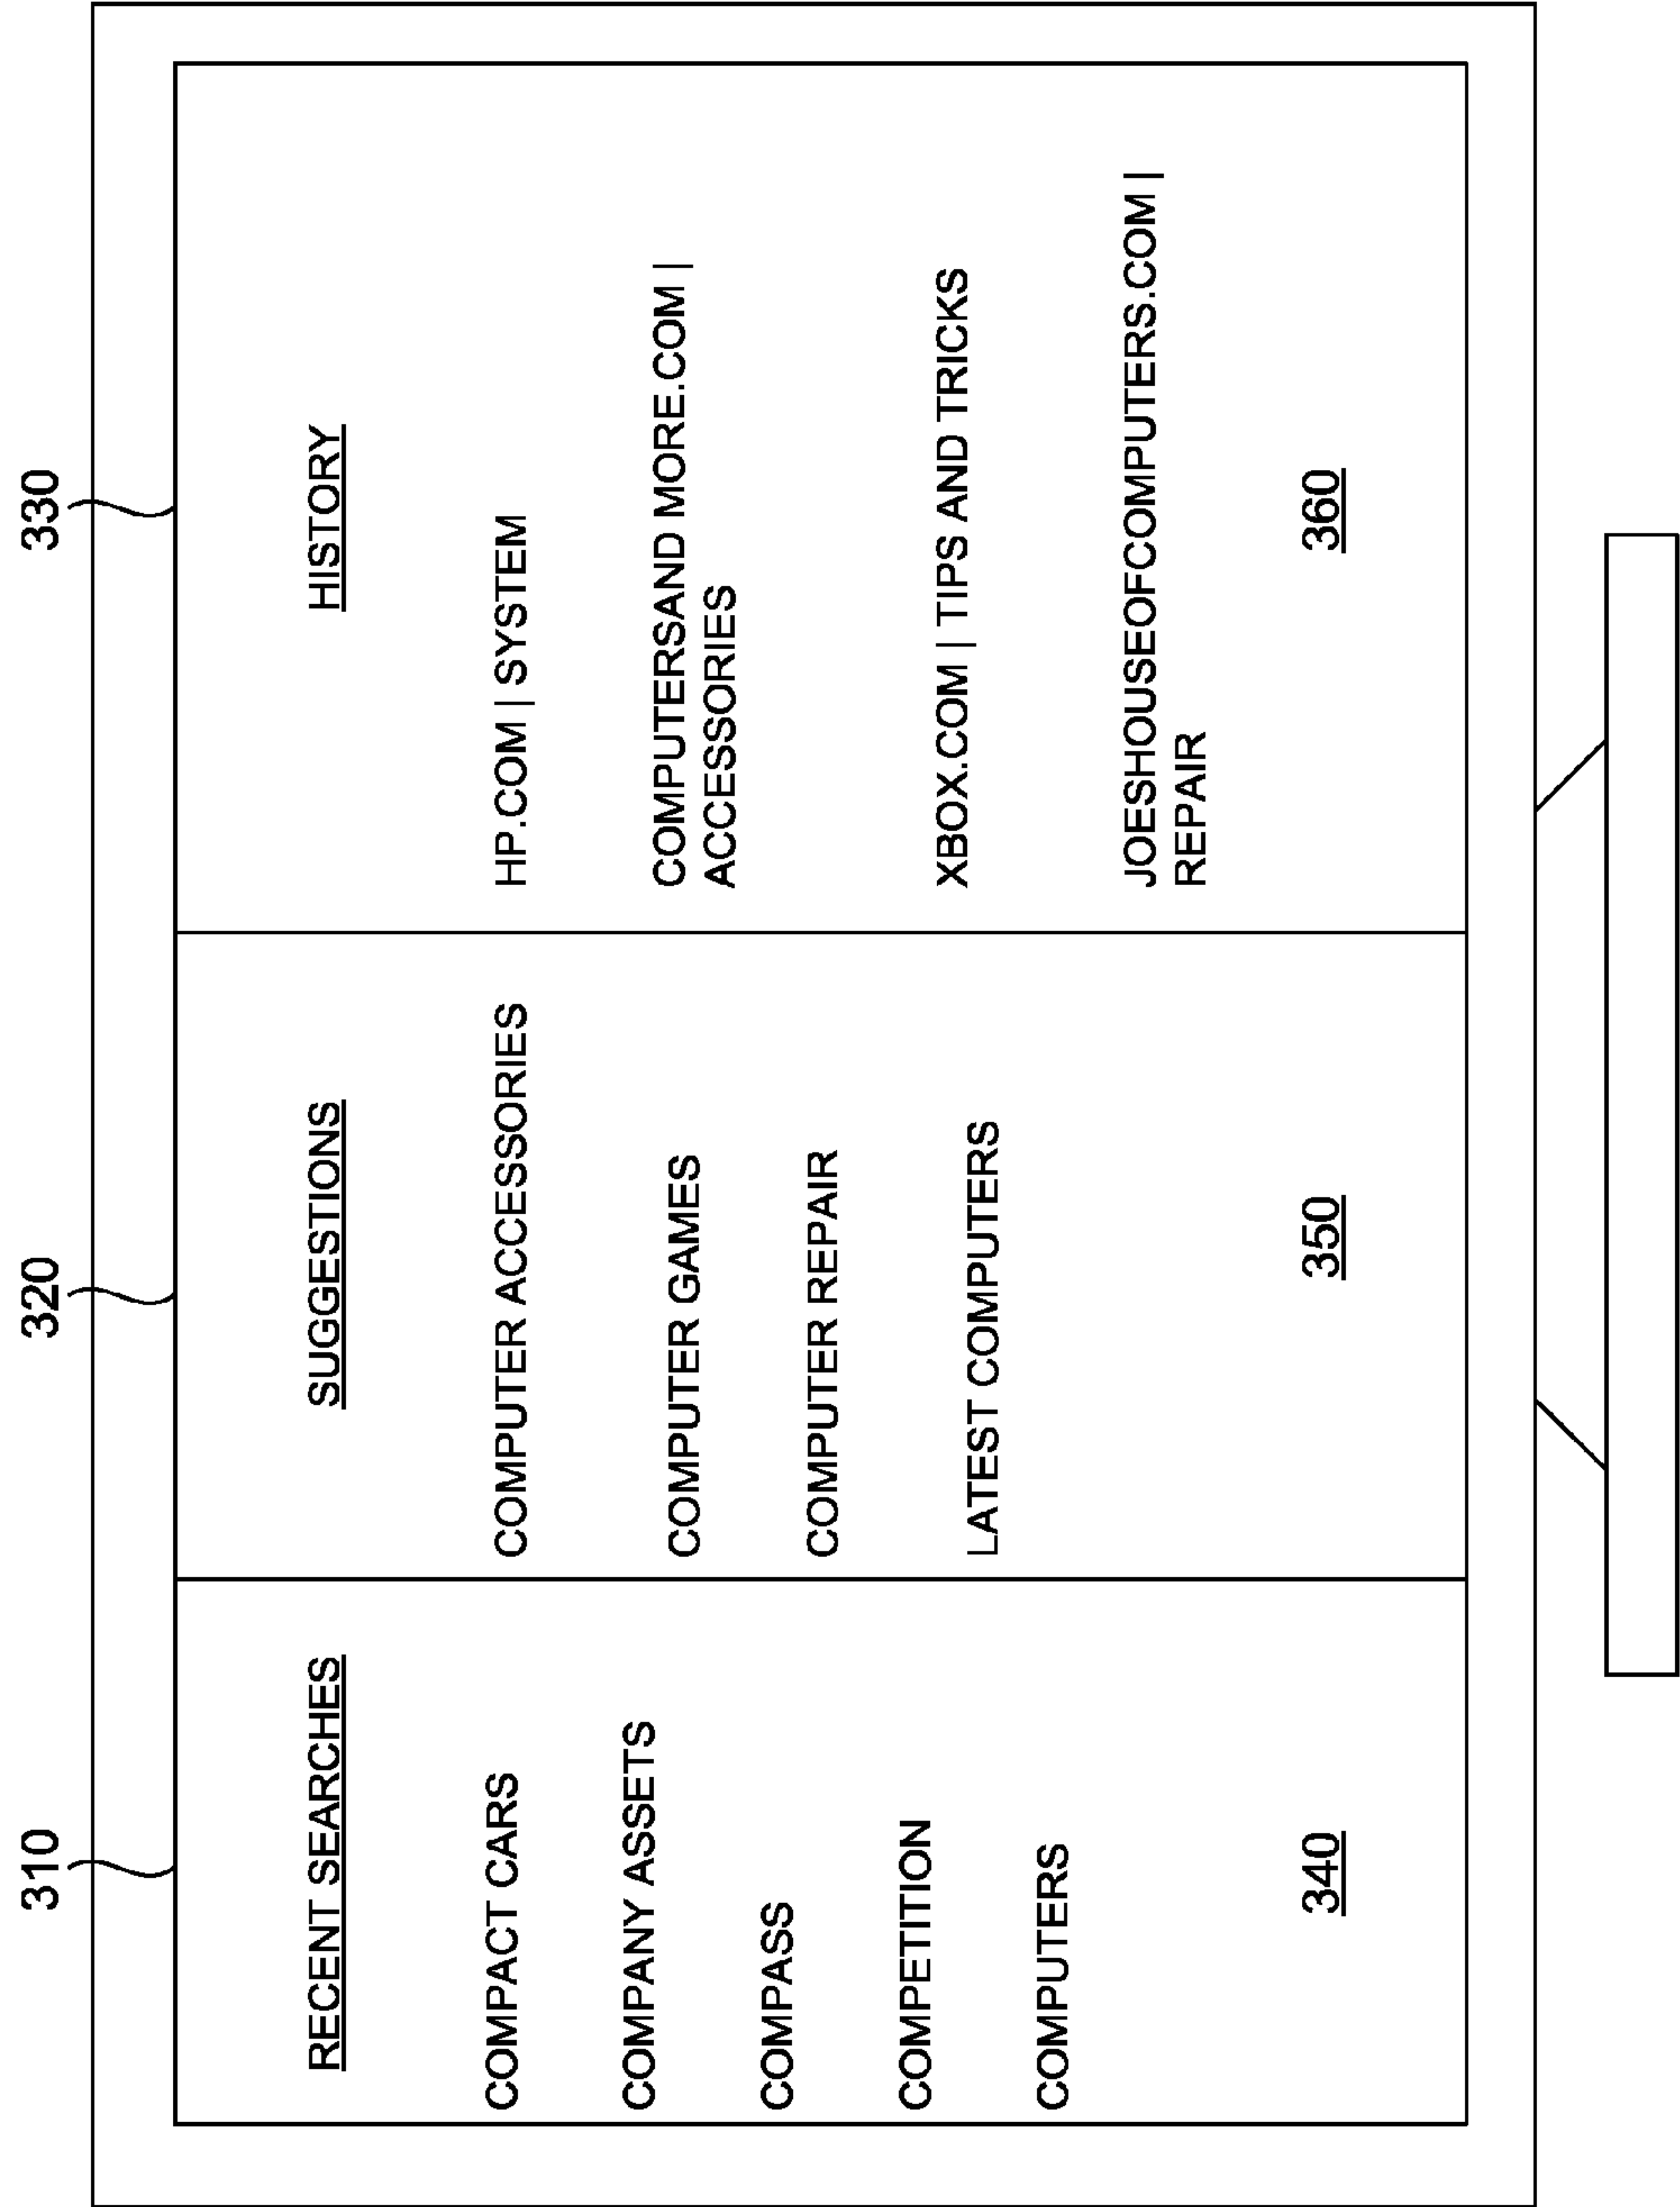 310
320
330
RECENT SEARCHES
COMPACT CARS
COMPANY ASSETS
COMPASS
COMPETITION
COMPUTERS
340
SUGGESTIONS
COMPUTER ACCESSORIES
COMPUTER GAMES
COMPUTER REPAIR
LATEST COMPUTERS
350
HISTORY
HP.COM | SYSTEM
COMPUTERSAND MORE.COM |
ACCESSORIES
XBOX.COM | TIPS AND TRICKS
JOESHOUSEOFCOMPUTERS.COM |
REPAIR
360